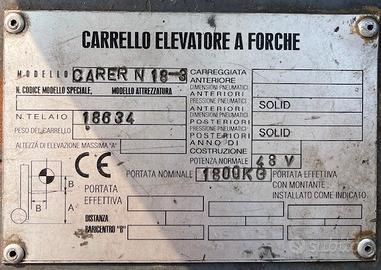 CARRELLO ELEVATORE A FORCHE
MODELLO CARER N 18-3
N. CODICE MODELLO SPECIALE, MODELLO ATTREZZATURA
N. TELAIO 18634
PESO DEL CARRELLO
ALTEZZA DI ELEVAZIONE MASSIMA "A"
CARREGGIATA
ANTERIORE
DIMENSIONI PNEUMATICI
ANTERIORI
PRESSIONE PNEUMATICI
ANTERIORI SOLID
DIMENSIONI PNEUMATICI
POSTERIORI
PRESSIONE PNEUMATICI
POSTERIORI SOLID
ANNO DI
COSTRUZIONE
POTENZA NORMALE 48 V
CE
PORTATA NOMINALE 1800KG
PORTATA EFFETTIVA
CON MONTANTE
INSTALLATO COME INDICATO
PORTATA
EFFETTIVA
DISTANZA
BARICENTRO "B"
B
A
B